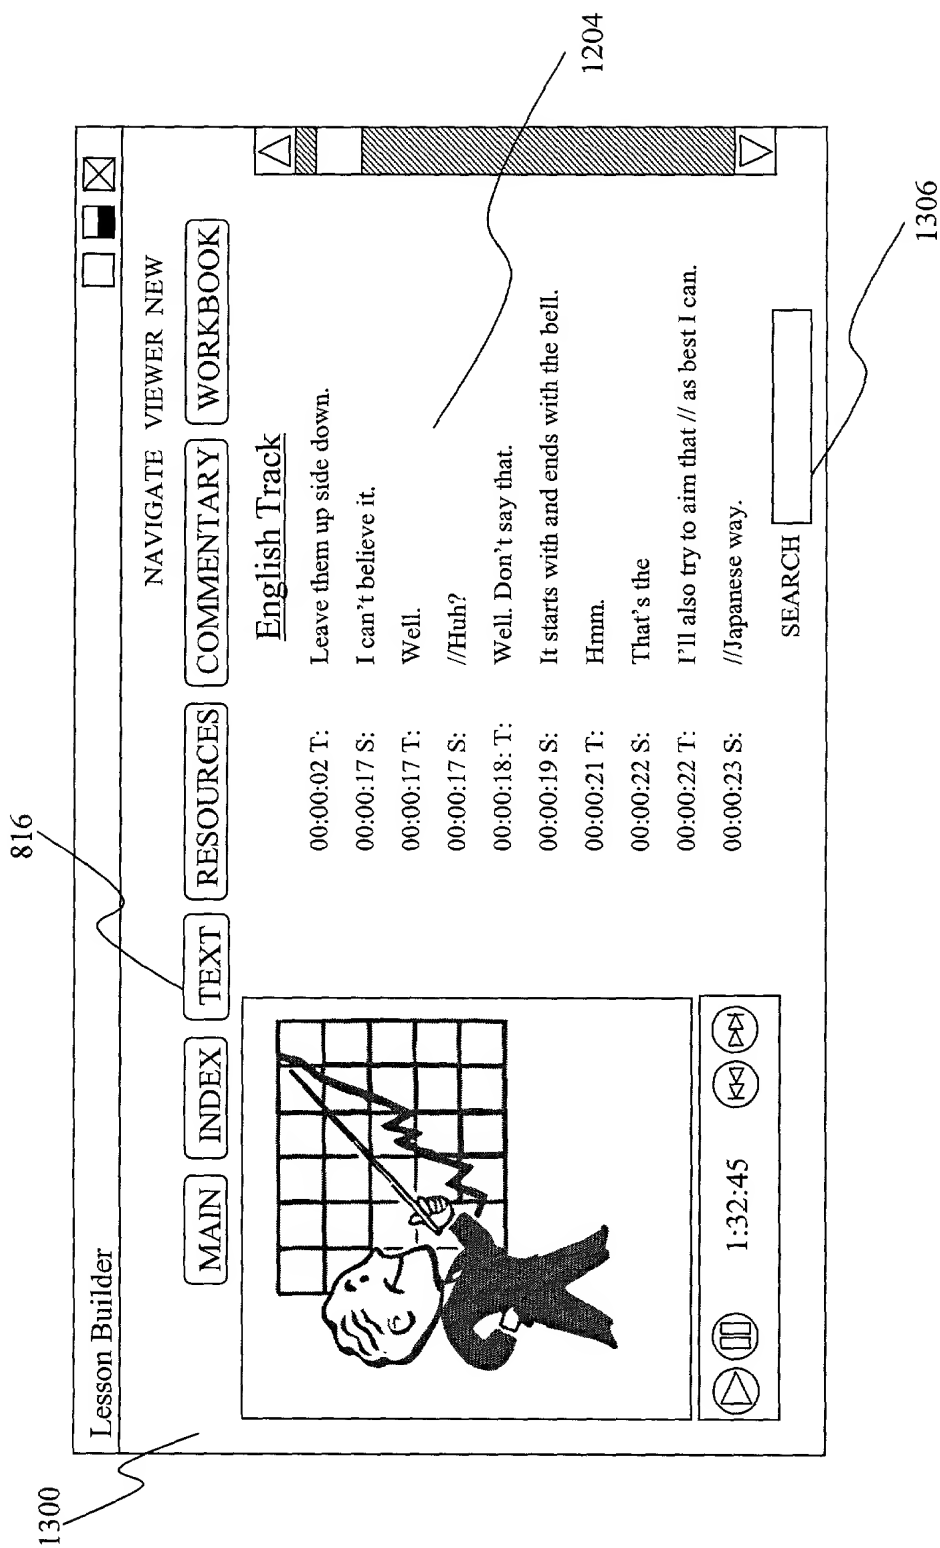 1300
816
1204
1306
Lesson Builder
NAVIGATE VIEWER NEW
MAIN INDEX TEXT RESOURCES COMMENTARY WORKBOOK
English Track
00:00:02 T: Leave them up side down.
00:00:17 S: I can't believe it.
00:00:17 T: Well.
00:00:17 S: //Huh?
00:00:18: T: Well. Don't say that.
00:00:19 S: It starts with and ends with the bell.
00:00:21 T: Hmm.
00:00:22 S: That's the
00:00:22 T: I'll also try to aim that // as best I can.
00:00:23 S: //Japanese way.
1:32:45
SEARCH